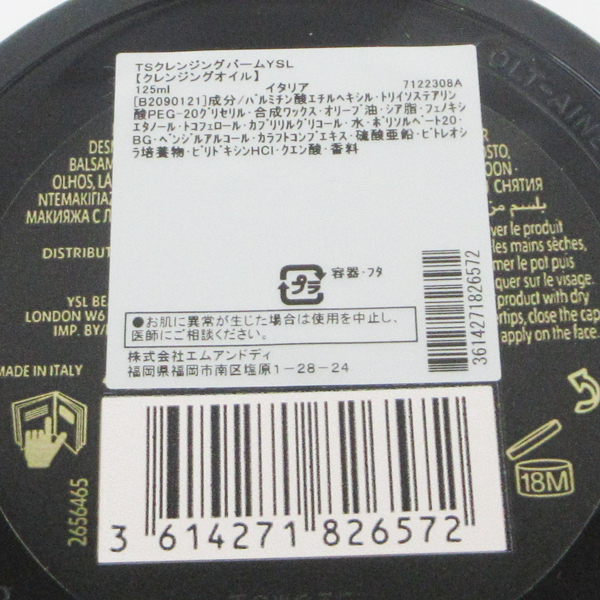 TSクレンジングバームYSL
【クレンジングオイル】
125ml イタリア 7122308A
[B2090121]成分/パルミチン酸エチルヘキシル・トリイソステアリン
酸PEG-20グリセリル・合成ワックス・オリーブ油・シア脂・フェノキシ
エタノール・トコフェロール・カプリリルグリコール・水・ポリソルベート20・
BG・ベンジルアルコール・カラフトコンブエキス・硫酸亜鉛・ビトレオシ
ラ培養物・ピリドキシンHCl・クエン酸・香料
プラ
容器・フタ
●お肌に異常が生じた場合は使用を中止し、
医師にご相談ください。
株式会社エムアンドディ
福岡県福岡市南区塩原1-28-24
3614271826572
BALSAM
OLHOS, LÁ
МАКИЯЖА С
DISTRIBUT
YSL BE
LONDON W6
IMP. BY/
MADE IN ITALY
СНЯТИЯ
بلسم
ver le produit
les mains sèches,
mer le pot puis
quer sur le visage.
product with dry
ertips, close the cap
apply on the face.
18M
2656465
3 614271 826572